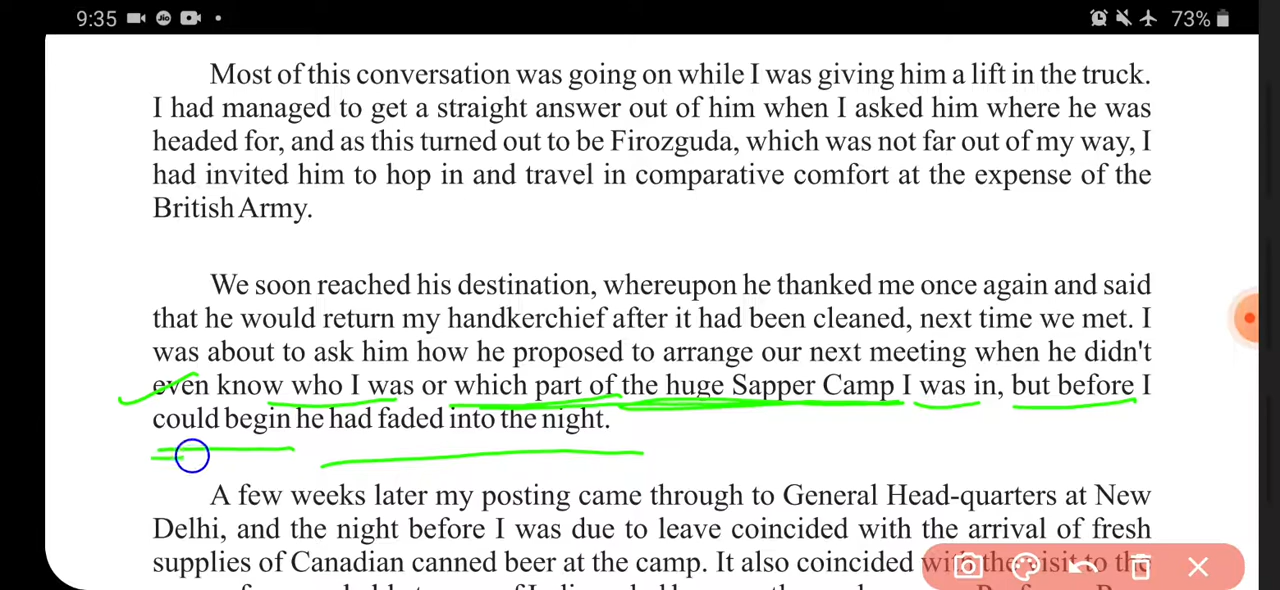 9:35
73%
Most of this conversation was going on while I was giving him a lift in the truck.
I had managed to get a straight answer out of him when I asked him where he was
headed for, and as this turned out to be Firozguda, which was not far out of my way, I
had invited him to hop in and travel in comparative comfort at the expense of the
British Army.
We soon reached his destination, whereupon he thanked me once again and said
that he would return my handkerchief after it had been cleaned, next time we met. I
was about to ask him how he proposed to arrange our next meeting when he didn't
even know who I was or which part of the huge Sapper Camp I was in, but before I
could begin he had faded into the night.
A few weeks later my posting came through to General Head-quarters at New
Delhi, and the night before I was due to leave coincided with the arrival of fresh
supplies of Canadian canned beer at the camp. It also coincided with the visit to the